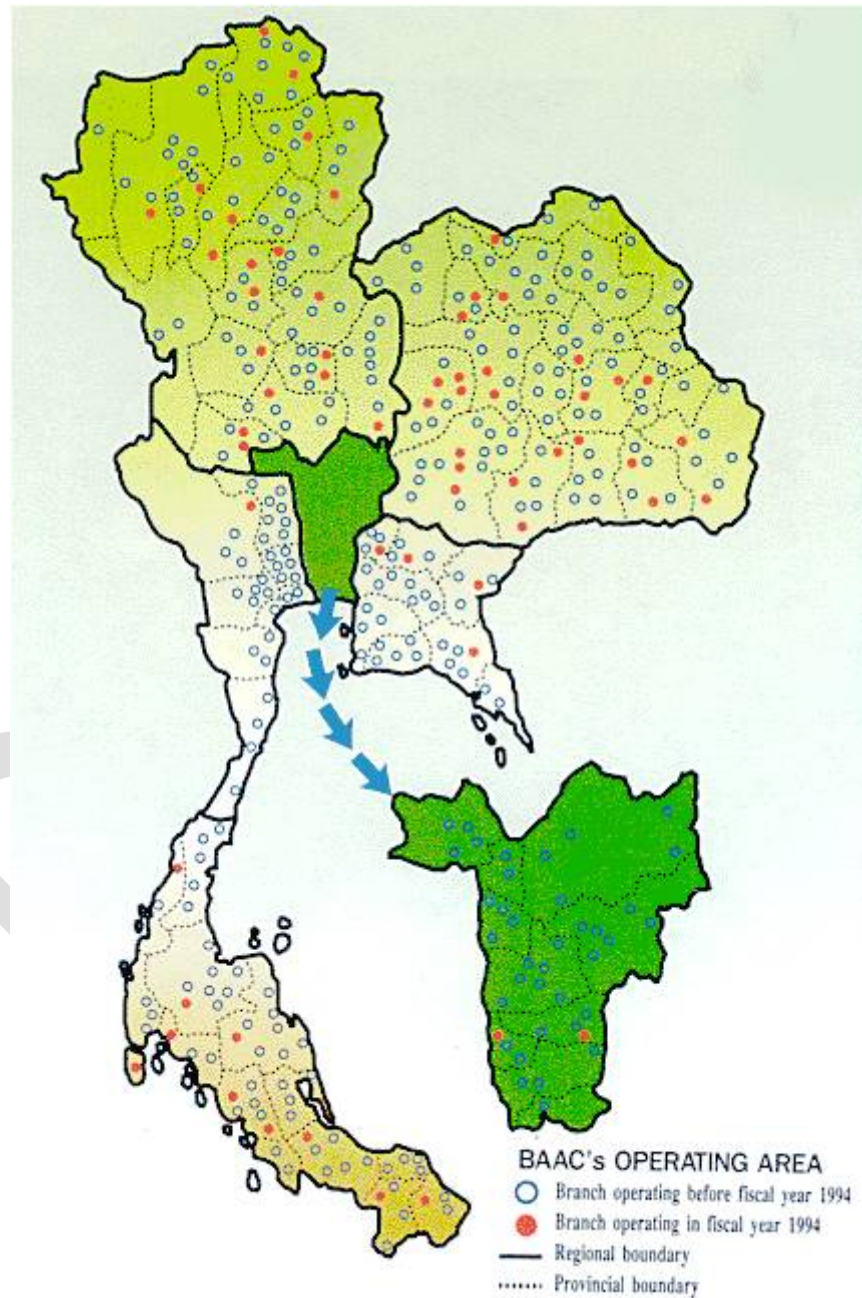 BAAC's OPERATING AREA
Branch operating before fiscal year 1994
Branch operating in fiscal year 1994
Regional boundary
Provincial boundary